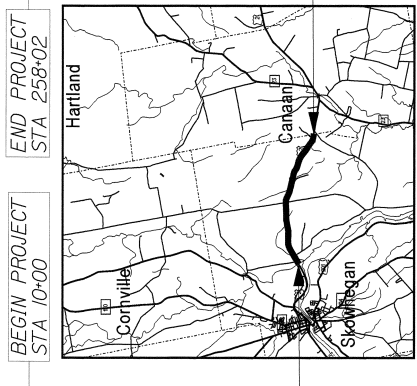 END PROJECT
STA 258+02
BEGIN PROJECT
STA 10+00
Hartland
Canaan
Cornville
Skowhegan